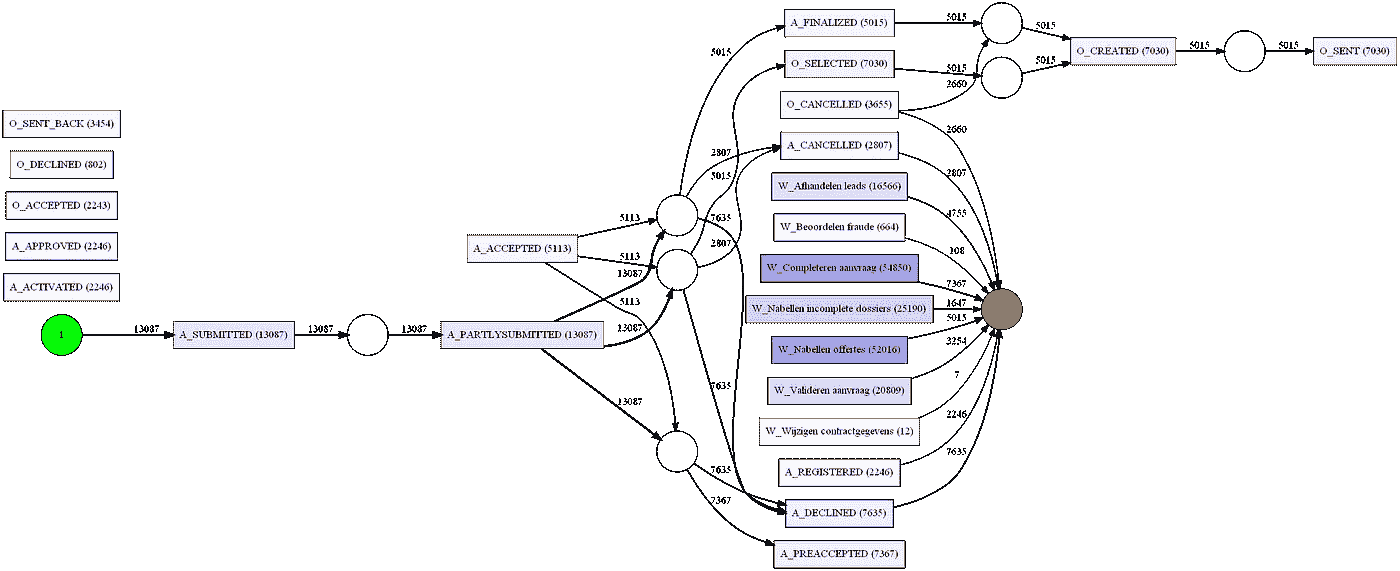 O_SENT_BACK (3454)
O_DECLINED (802)
O_ACCEPTED (2243)
A_APPROVED (2246)
A_ACTIVATED (2246)
1
13087
A_SUBMITTED (13087)
13087
13087
A_PARTLYSUBMITTED (13087)
A_ACCEPTED (5113)
5113
5113
13087
5113
13087
13087
5015
2807
5015
7635
2807
7635
7635
7367
A_FINALIZED (5015)
O_SELECTED (7030)
O_CANCELLED (3655)
A_CANCELLED (2807)
W_Afhandelen leads (16566)
W_Beoordelen fraude (664)
W_Completeren aanvraag (54850)
W_Nabellen incomplete dossiers (25190)
W_Nabellen offertes (52016)
W_Valideren aanvraag (20809)
W_Wijzigen contractgegevens (12)
A_REGISTERED (2246)
A_DECLINED (7635)
A_PREACCEPTED (7367)
5015
5015
2660
2660
2807
4755
108
7367
1647
5015
3254
7
2246
7635
5015
5015
O_CREATED (7030)
5015
5015
O_SENT (7030)